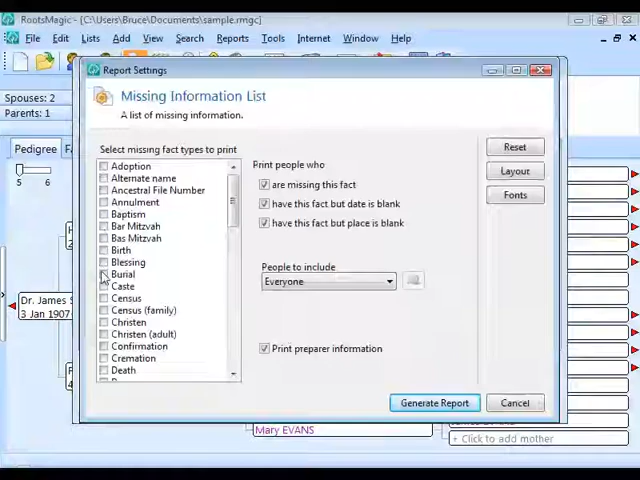 RootsMagic - [C:\Users\Bruce\Documents\sample.rmgc]
File Edit Lists Add View Search Reports Tools Internet Window Help
Report Settings
Spouses: 2
Parents: 1
Missing Information List
A list of missing information.
Pedigree
Select missing fact types to print
Adoption
Alternate name
Ancestral File Number
Annulment
Baptism
Bar Mitzvah
Bas Mitzvah
Birth
Blessing
Burial
Caste
Census
Census (family)
Christen
Christen (adult)
Confirmation
Cremation
Death
5 6
Print people who
are missing this fact
have this fact but date is blank
have this fact but place is blank
People to include
Everyone
Print preparer information
Reset
Layout
Fonts
Generate Report Cancel
Dr. James S
3 Jan 1907
Mary EVANS
+ Click to add mother